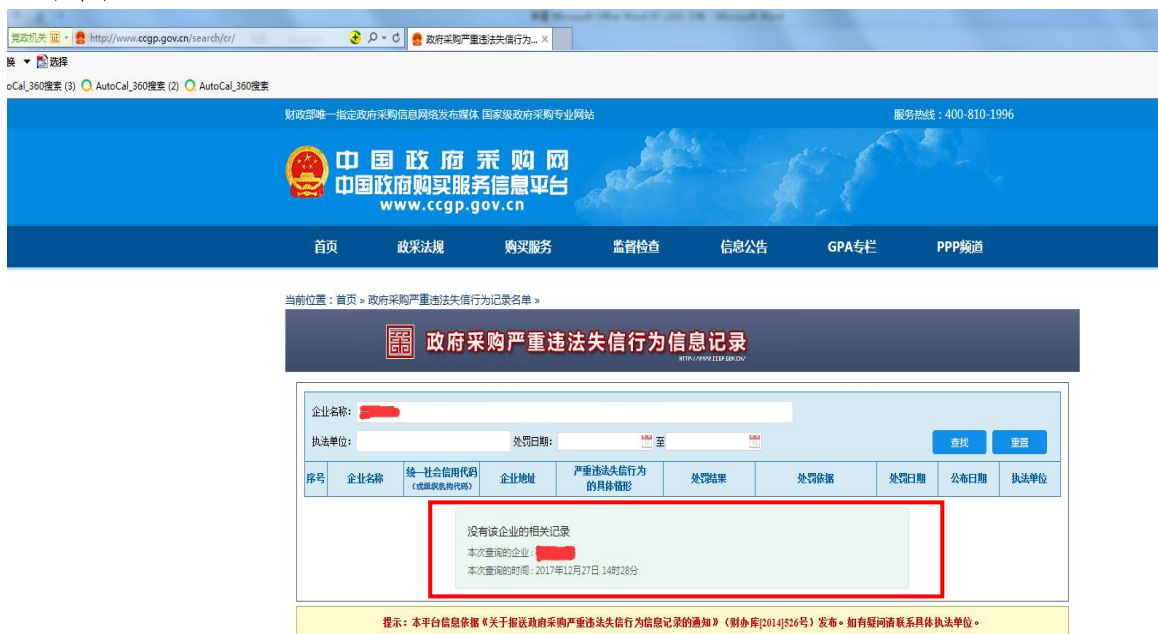 党政机关 证 http://www.ccgp.gov.cn/search/cr/ 政府采购严重违法失信行为... ×
换 ▼ 选择
oCal_360搜索 (3) AutoCal_360搜索 (2) AutoCal_360搜索
财政部唯一指定政府采购信息网络发布媒体 国家级政府采购专业网站 服务热线：400-810-1996
中国政府采购网
中国政府购买服务信息平台
www.ccgp.gov.cn
首页 政采法规 购买服务 监督检查 信息公告 GPA专栏 PPP频道
当前位置：首页 » 政府采购严重违法失信行为记录名单 »
政府采购严重违法失信行为信息记录
HTTP://WWW.CCGP.GOV.CN/
企业名称：
执法单位： 处罚日期： 至 查找 重置
序号 企业名称 统一社会信用代码（或组织机构代码） 企业地址 严重违法失信行为的具体情形 处罚结果 处罚依据 处罚日期 公布日期 执法单位
没有该企业的相关记录
本次查询的企业：
本次查询的时间：2017年12月27日 14时28分
提示：本平台信息依据《关于报送政府采购严重违法失信行为信息记录的通知》（财办库[2014]526号）发布。如有疑问请联系具体执法单位。